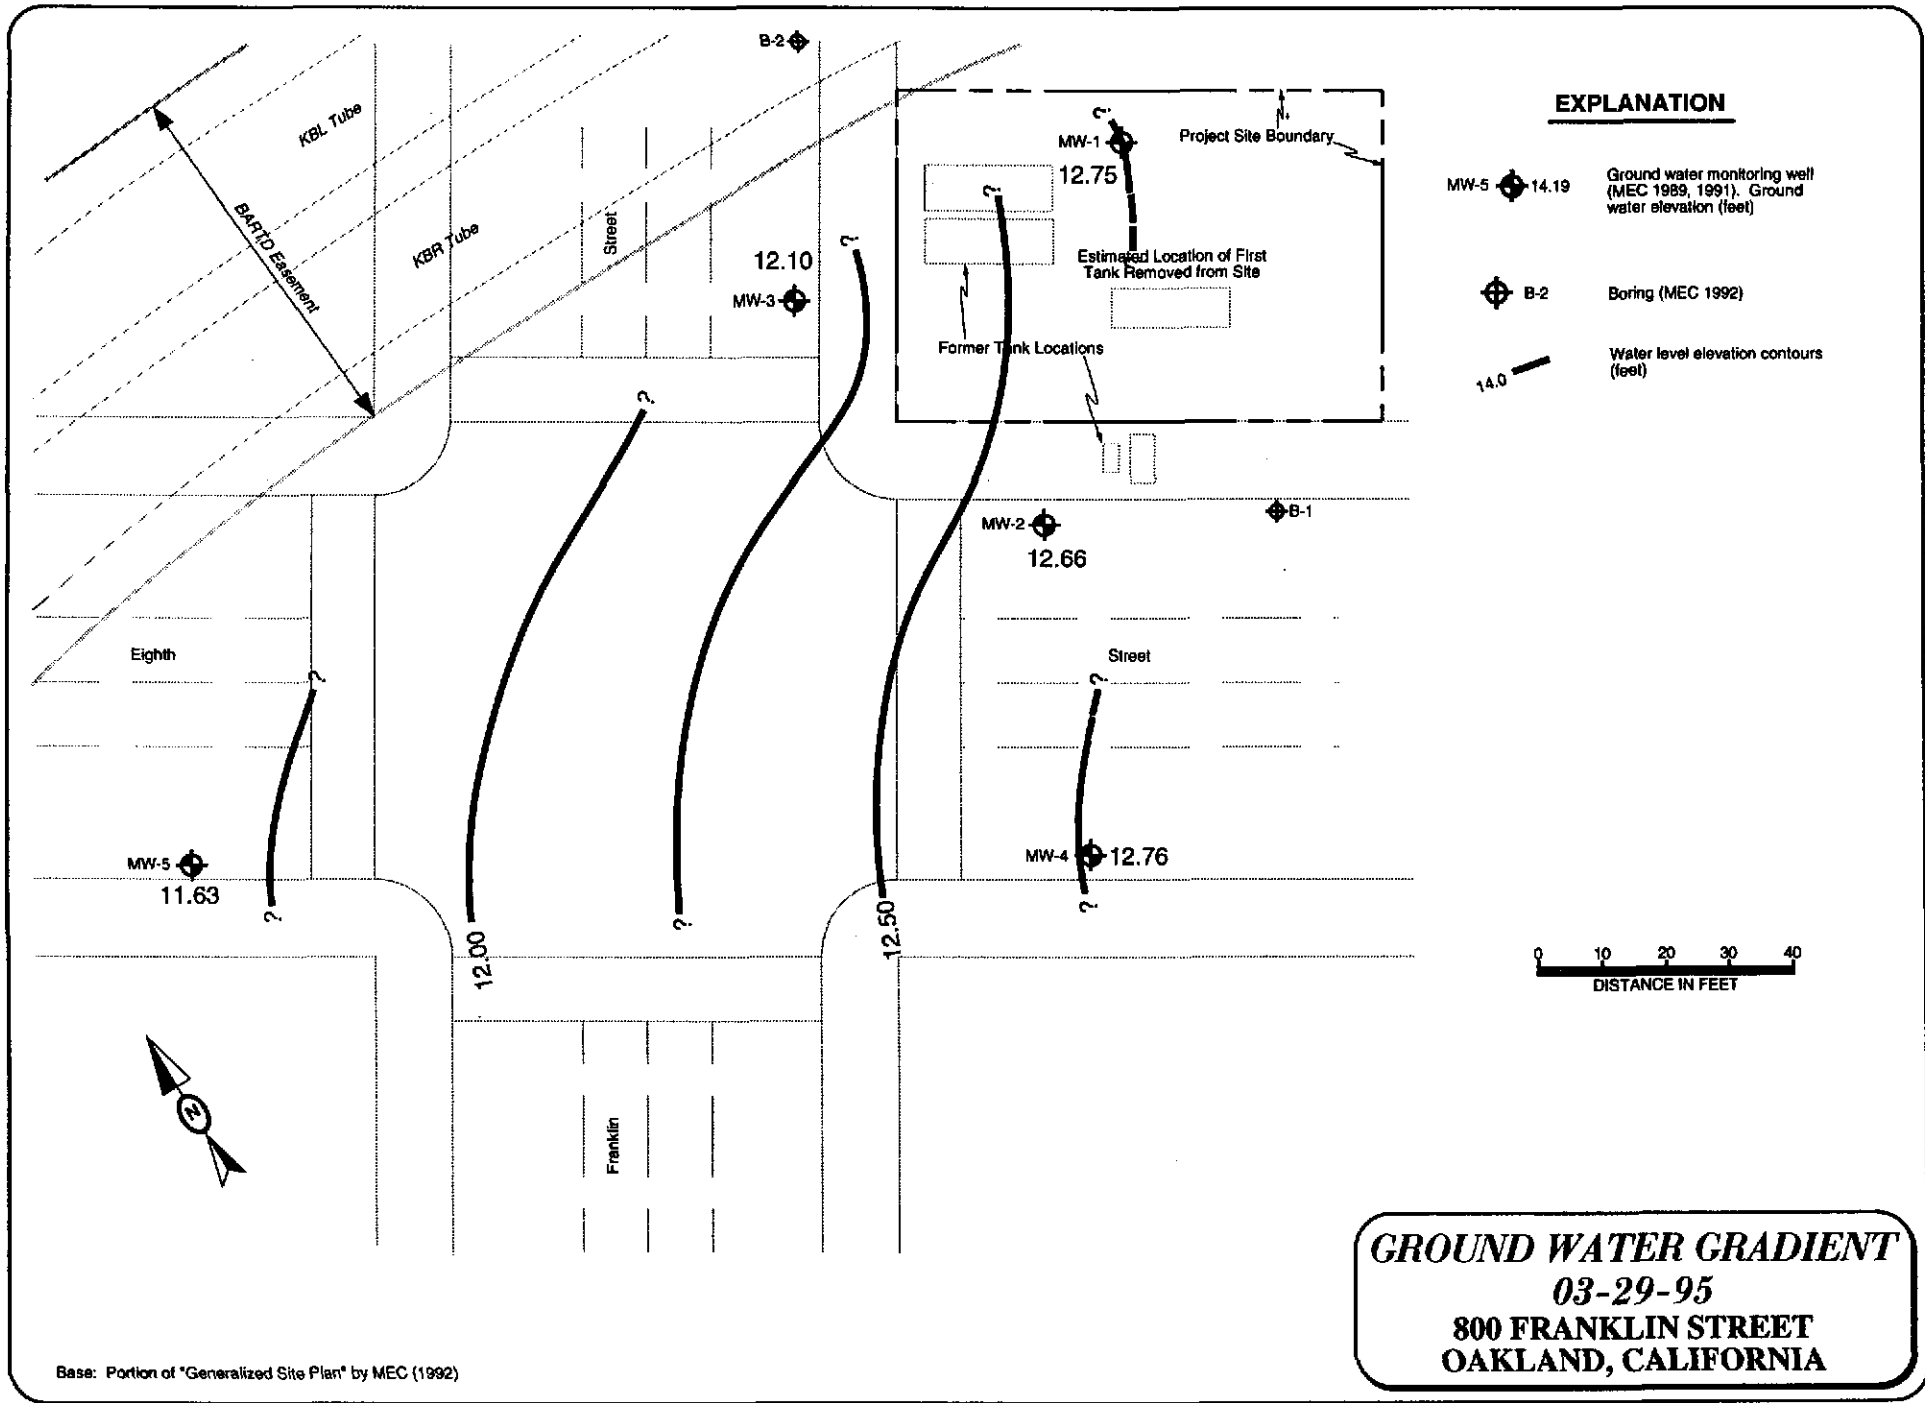 B-2
KBL Tube
KBR Tube
BARTD Easement
Street
12.10
MW-3
?
?
?
?
MW-1
12.75
Project Site Boundary
Estimated Location of First
Tank Removed from Site
Former Tank Locations
MW-2
12.66
B-1
Eighth
Street
?
?
MW-5
11.63
?
12.00
?
12.50
MW-4
12.76
?
N
Franklin
EXPLANATION
MW-5
14.19
Ground water monitoring well
(MEC 1989, 1991). Ground
water elevation (feet)
B-2
Boring (MEC 1992)
14.0
Water level elevation contours
(feet)
0 10 20 30 40
DISTANCE IN FEET
GROUND WATER GRADIENT
03-29-95
800 FRANKLIN STREET
OAKLAND, CALIFORNIA
Base: Portion of "Generalized Site Plan" by MEC (1992)